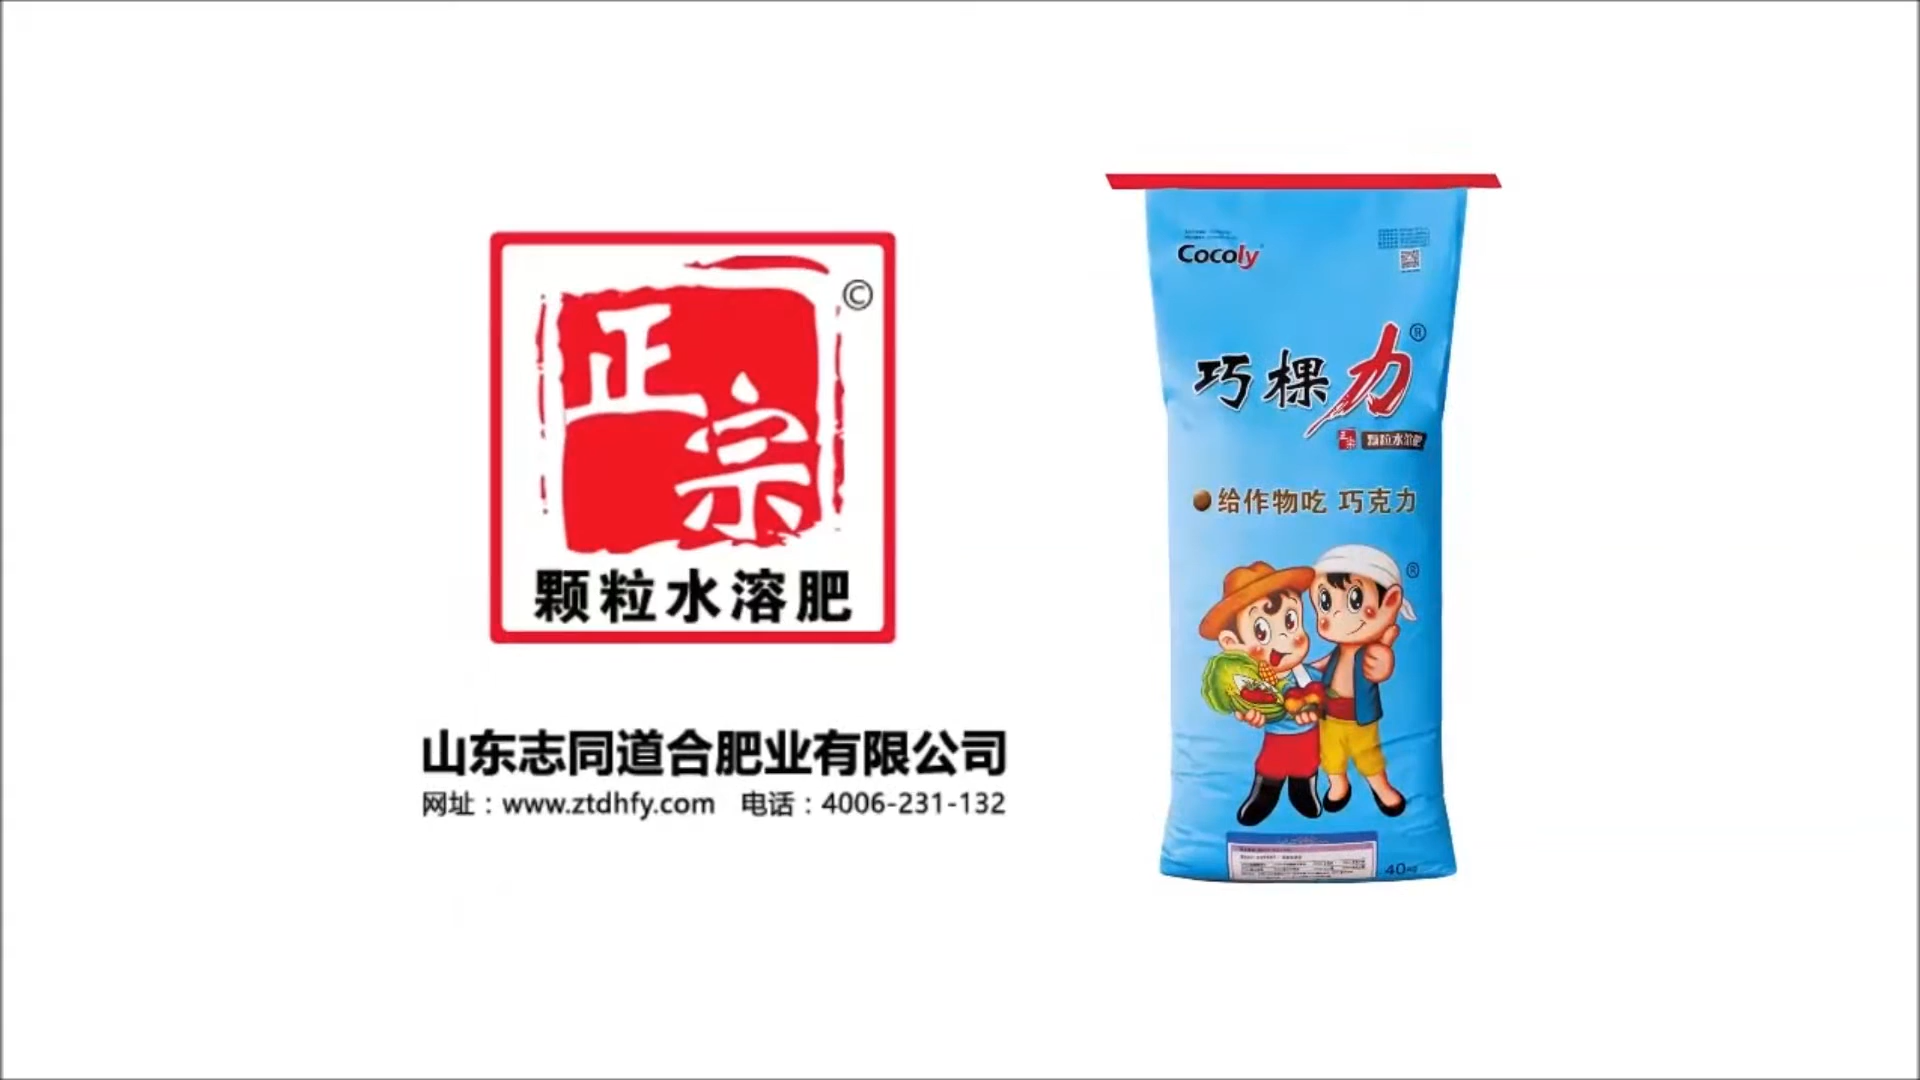 正宗
©
颗粒水溶肥
山东志同道合肥业有限公司
网址：www.ztdhfy.com 电话：4006-231-132
Cocoly
巧棵力®
正宗 颗粒水溶肥
给作物吃 巧克力
®